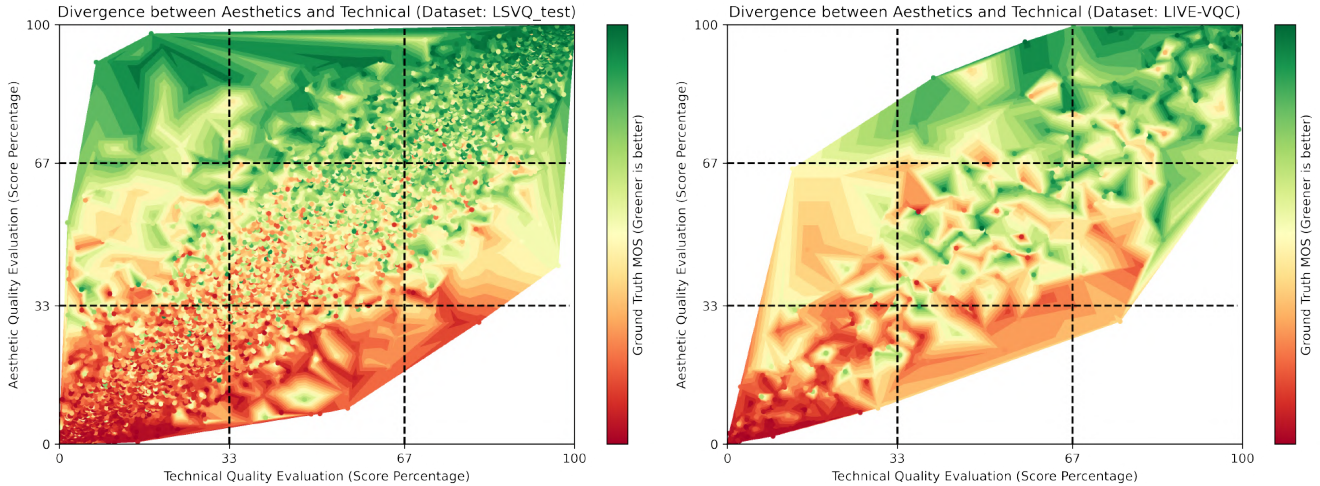 Divergence between Aesthetics and Technical (Dataset: LSVQ_test)
100
67
33
0
Aesthetic Quality Evaluation (Score Percentage)
0 33 67 100
Technical Quality Evaluation (Score Percentage)
Ground Truth MOS (Greener is better)
Divergence between Aesthetics and Technical (Dataset: LIVE-VQC)
100
67
33
0
Aesthetic Quality Evaluation (Score Percentage)
0 33 67 100
Technical Quality Evaluation (Score Percentage)
Ground Truth MOS (Greener is better)